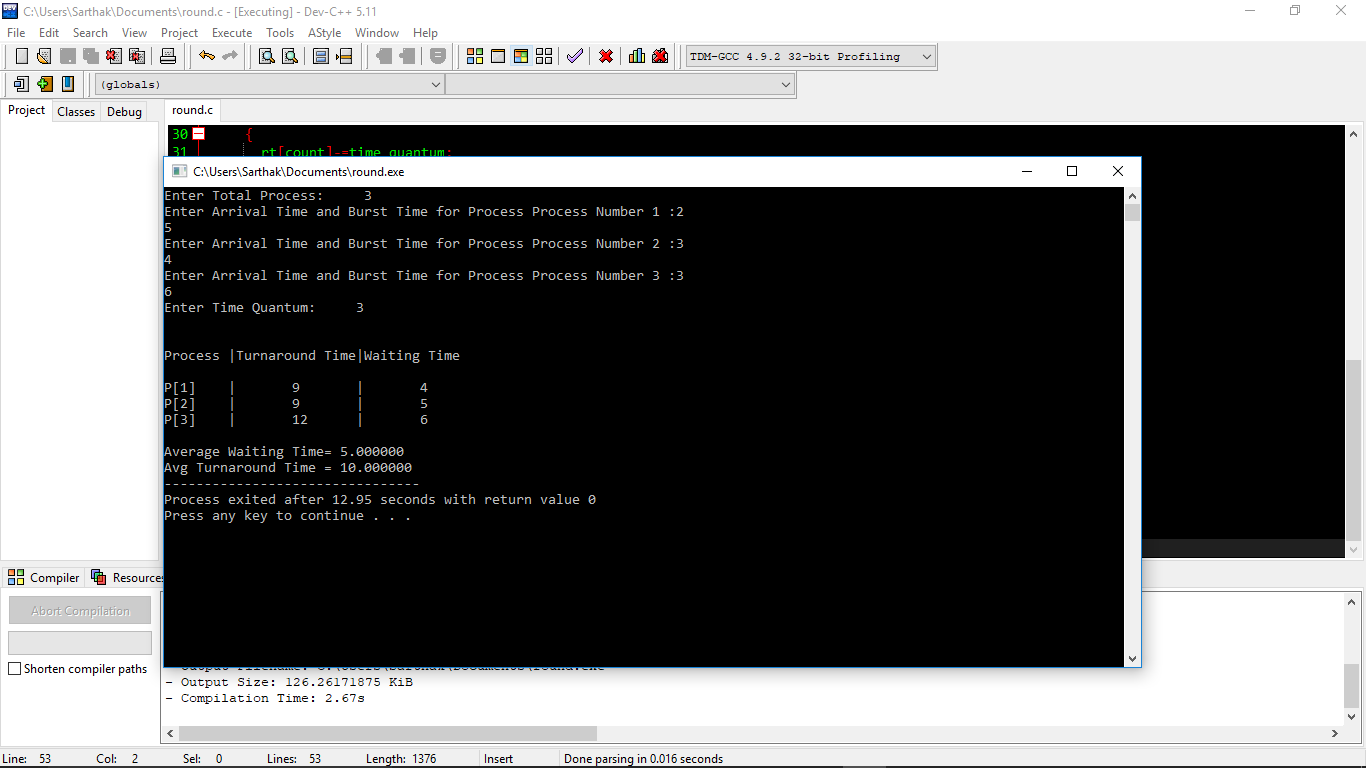 C:\Users\Sarthak\Documents\round.c - [Executing] - Dev-C++ 5.11
File Edit Search View Project Execute Tools AStyle Window Help
TDM-GCC 4.9.2 32-bit Profiling
(globals)
Project Classes Debug round.c
30 {
31 rt[count]-=time_quantum;
C:\Users\Sarthak\Documents\round.exe
Enter Total Process: 3
Enter Arrival Time and Burst Time for Process Process Number 1 :2
5
Enter Arrival Time and Burst Time for Process Process Number 2 :3
4
Enter Arrival Time and Burst Time for Process Process Number 3 :3
6
Enter Time Quantum: 3
Process |Turnaround Time|Waiting Time
P[1] | 9 | 4
P[2] | 9 | 5
P[3] | 12 | 6
Average Waiting Time= 5.000000
Avg Turnaround Time = 10.000000
--------------------------------
Process exited after 12.95 seconds with return value 0
Press any key to continue . . .
Compiler Resources
Abort Compilation
Shorten compiler paths
- Output Filename: C:\Users\Sarthak\Documents\round.exe
- Output Size: 126.26171875 KiB
- Compilation Time: 2.67s
Line: 53 Col: 2 Sel: 0 Lines: 53 Length: 1376 Insert Done parsing in 0.016 seconds